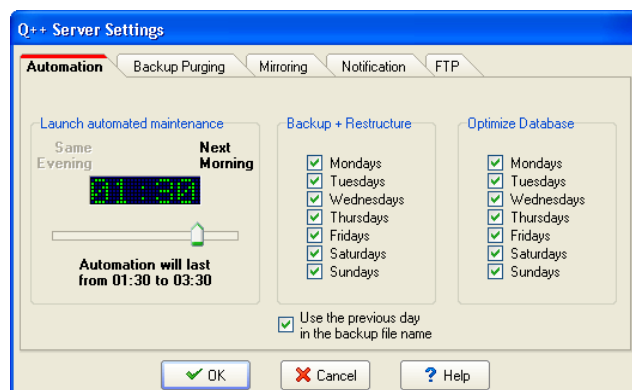 Q++ Server Settings
Automation
Backup Purging
Mirroring
Notification
FTP
Launch automated maintenance
Same
Evening
Next
Morning
01:30
Automation will last
from 01:30 to 03:30
Backup + Restructure
Mondays
Tuesdays
Wednesdays
Thursdays
Fridays
Saturdays
Sundays
Optimize Database
Mondays
Tuesdays
Wednesdays
Thursdays
Fridays
Saturdays
Sundays
Use the previous day
in the backup file name
OK
Cancel
? Help